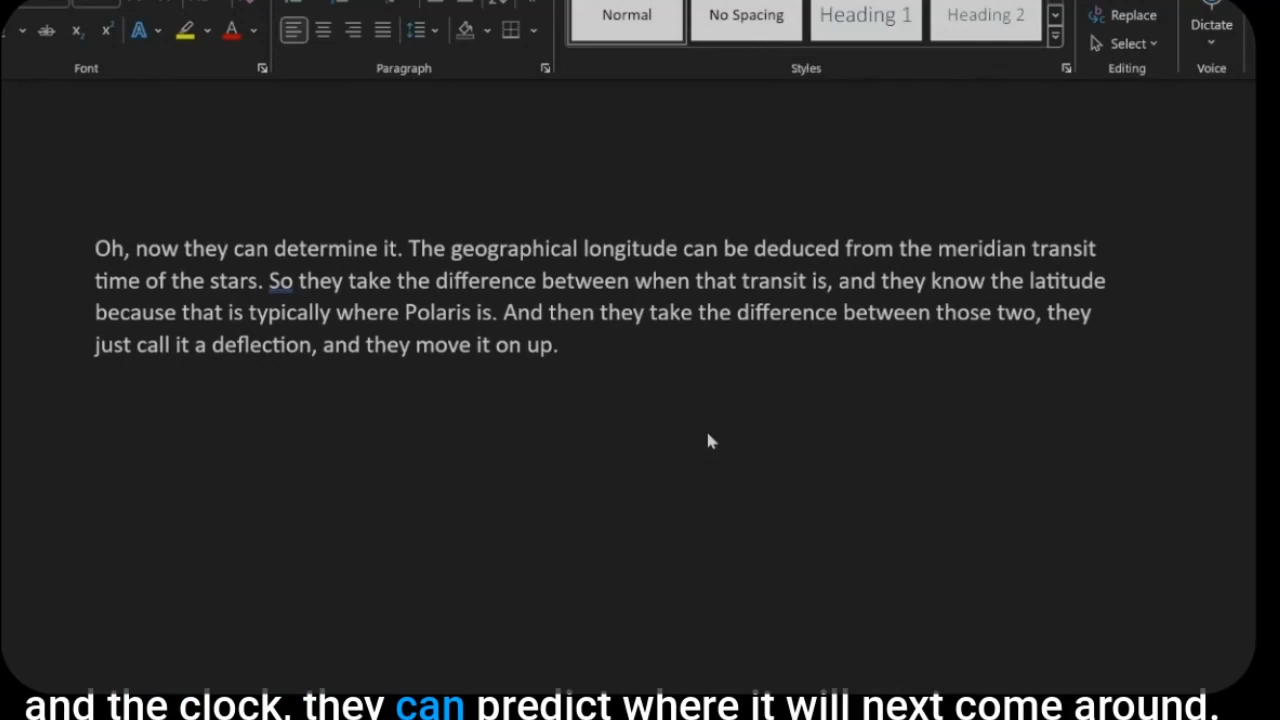 Normal
No Spacing
Heading 1
Heading 2
Replace
Select
Dictate
Font
Paragraph
Styles
Editing
Voice
Oh, now they can determine it. The geographical longitude can be deduced from the meridian transit
time of the stars. So they take the difference between when that transit is, and they know the latitude
because that is typically where Polaris is. And then they take the difference between those two, they
just call it a deflection, and they move it on up.
and the clock, they can predict where it will next come around.